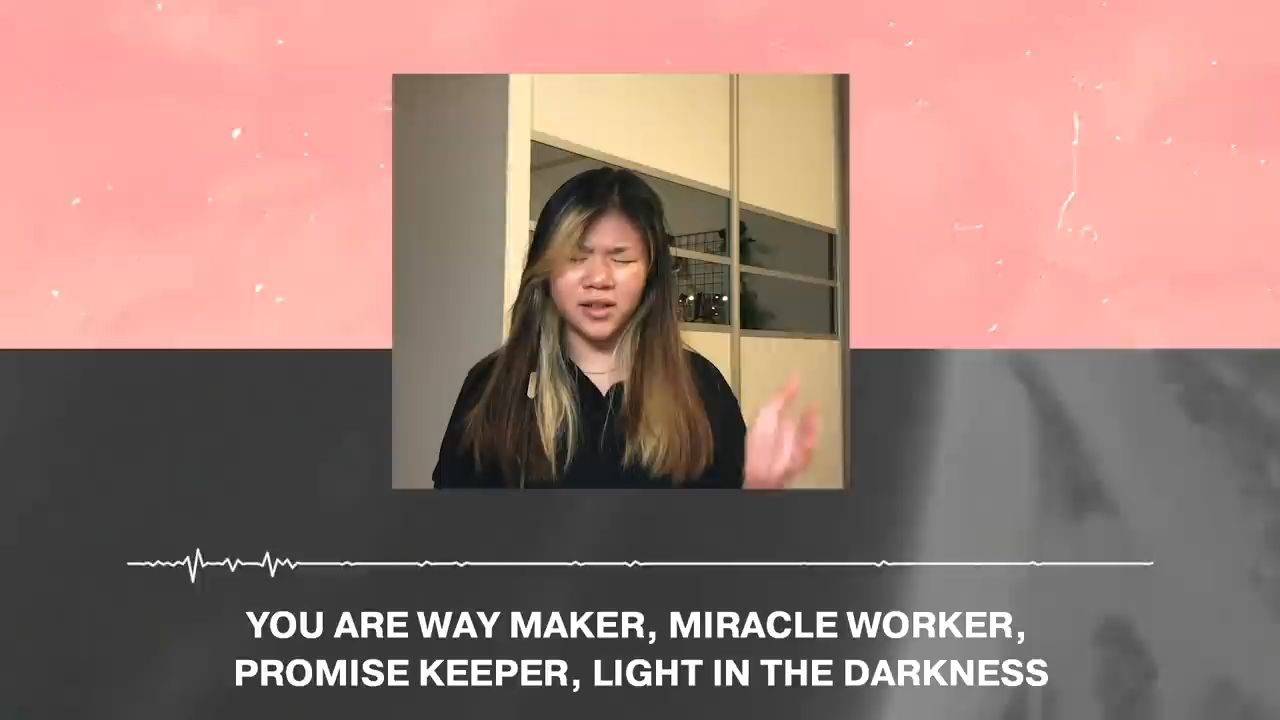 YOU ARE WAY MAKER, MIRACLE WORKER,
PROMISE KEEPER, LIGHT IN THE DARKNESS